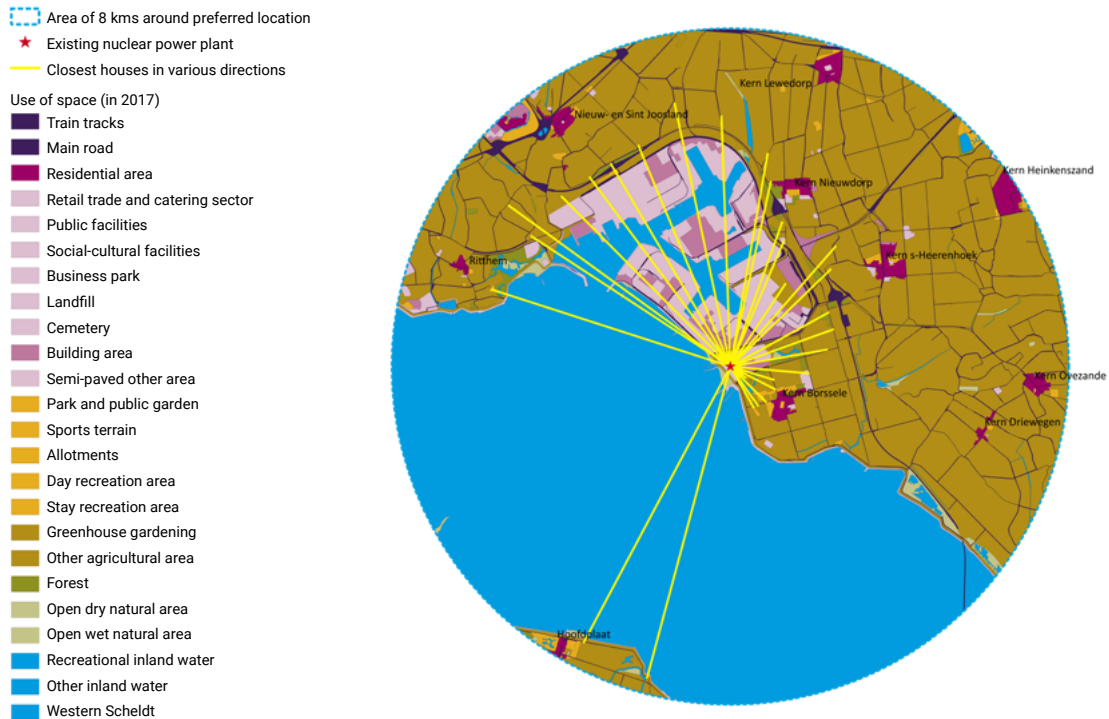 Area of 8 kms around preferred location
Existing nuclear power plant
Closest houses in various directions
Use of space (in 2017)
Train tracks
Main road
Residential area
Retail trade and catering sector
Public facilities
Social-cultural facilities
Business park
Landfill
Cemetery
Building area
Semi-paved other area
Park and public garden
Sports terrain
Allotments
Day recreation area
Stay recreation area
Greenhouse gardening
Other agricultural area
Forest
Open dry natural area
Open wet natural area
Recreational inland water
Other inland water
Western Scheldt
Kern Lewedorp
Nieuw- en Sint Joosland
Kern Heinkenszand
Kern Nieuwdorp
Kern s-Heerenhoek
Ritthem
Kern Ovezande
Kern Borssele
Kern Driewegen
Hoofdplaat